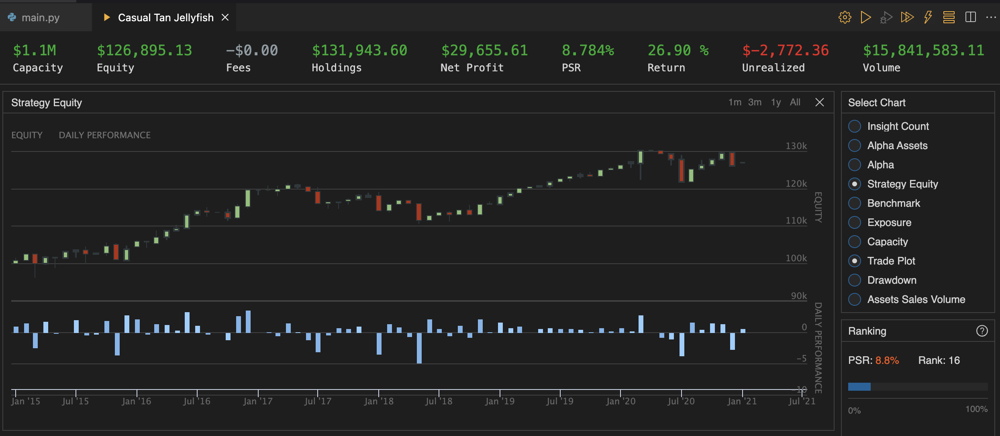 main.py
Casual Tan Jellyfish
$1.1M $126,895.13 −$0.00 $131,943.60 $29,655.61 8.784% 26.90 % $−2,772.36 $15,841,583.11
Capacity Equity Fees Holdings Net Profit PSR Return Unrealized Volume
Strategy Equity
1m 3m 1y All
EQUITY DAILY PERFORMANCE
130k
120k
110k
100k
90k
EQUITY
0
−5
−10
DAILY PERFORMANCE
Jan '15 Jul '15 Jan '16 Jul '16 Jan '17 Jul '17 Jan '18 Jul '18 Jan '19 Jul '19 Jan '20 Jul '20 Jan '21 Jul '21
Select Chart
Insight Count
Alpha Assets
Alpha
Strategy Equity
Benchmark
Exposure
Capacity
Trade Plot
Drawdown
Assets Sales Volume
Ranking ?
PSR: 8.8% Rank: 16
0% 100%